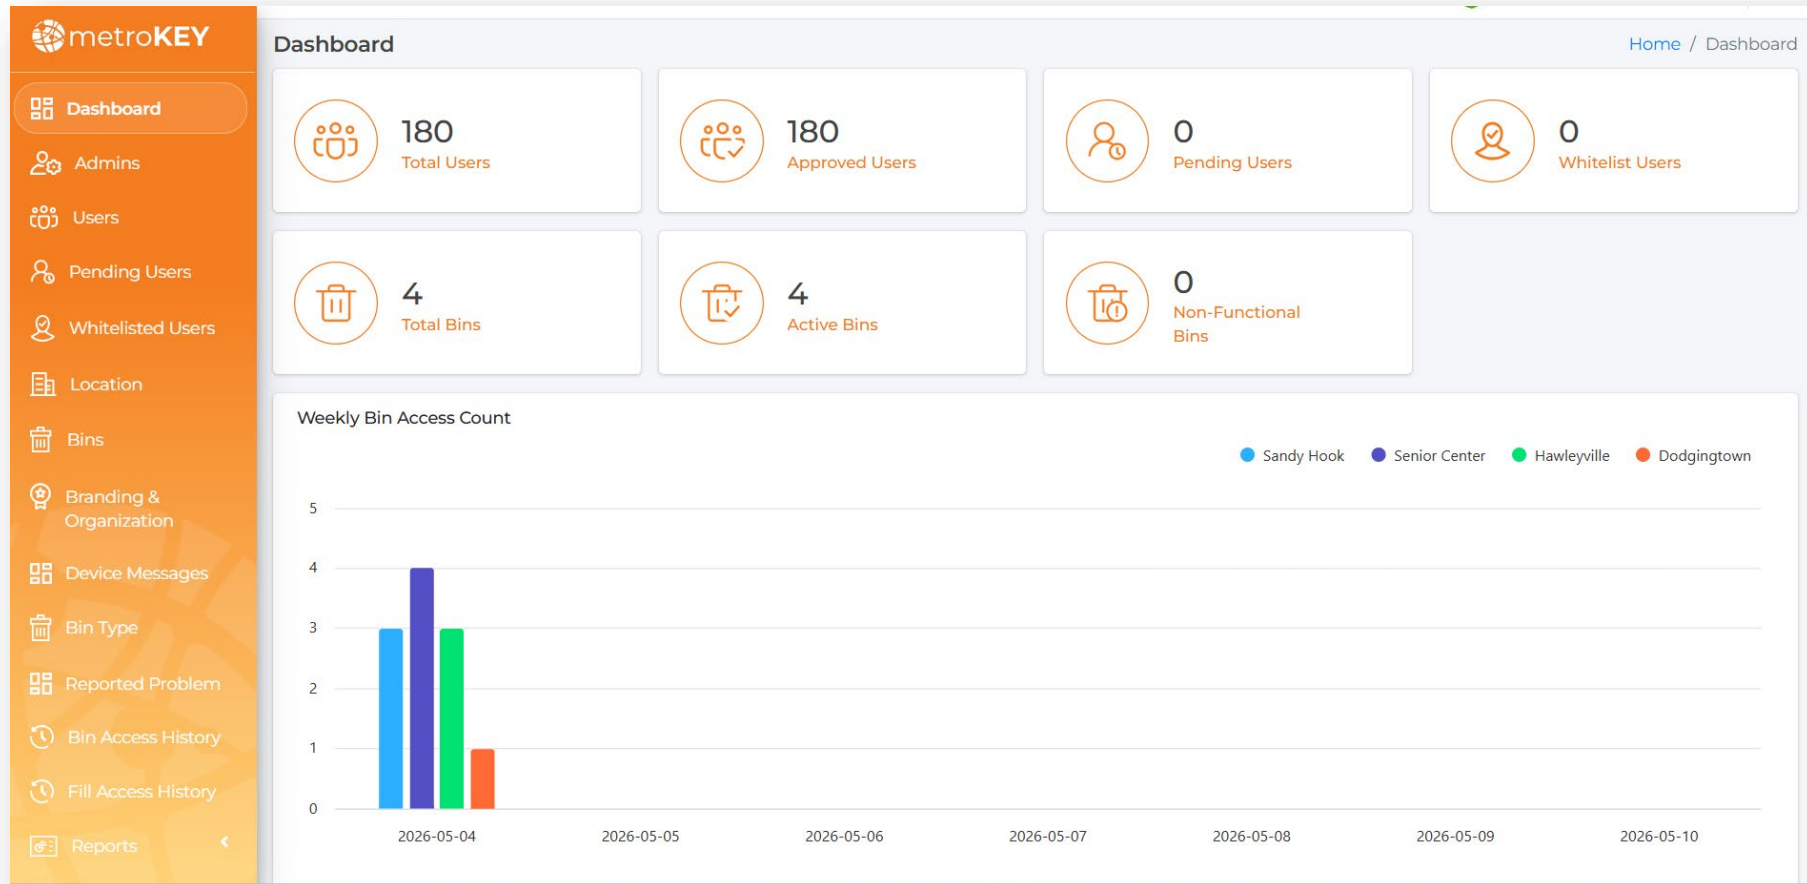 metroKEY
Dashboard
Admins
Users
Pending Users
Whitelisted Users
Location
Bins
Branding &
Organization
Device Messages
Bin Type
Reported Problem
Bin Access History
Fill Access History
Reports
Dashboard
Home / Dashboard
180
Total Users
180
Approved Users
0
Pending Users
0
Whitelist Users
4
Total Bins
4
Active Bins
0
Non-Functional
Bins
Weekly Bin Access Count
Sandy Hook Senior Center Hawleyville Dodgingtown
5
4
3
2
1
0
2026-05-04 2026-05-05 2026-05-06 2026-05-07 2026-05-08 2026-05-09 2026-05-10